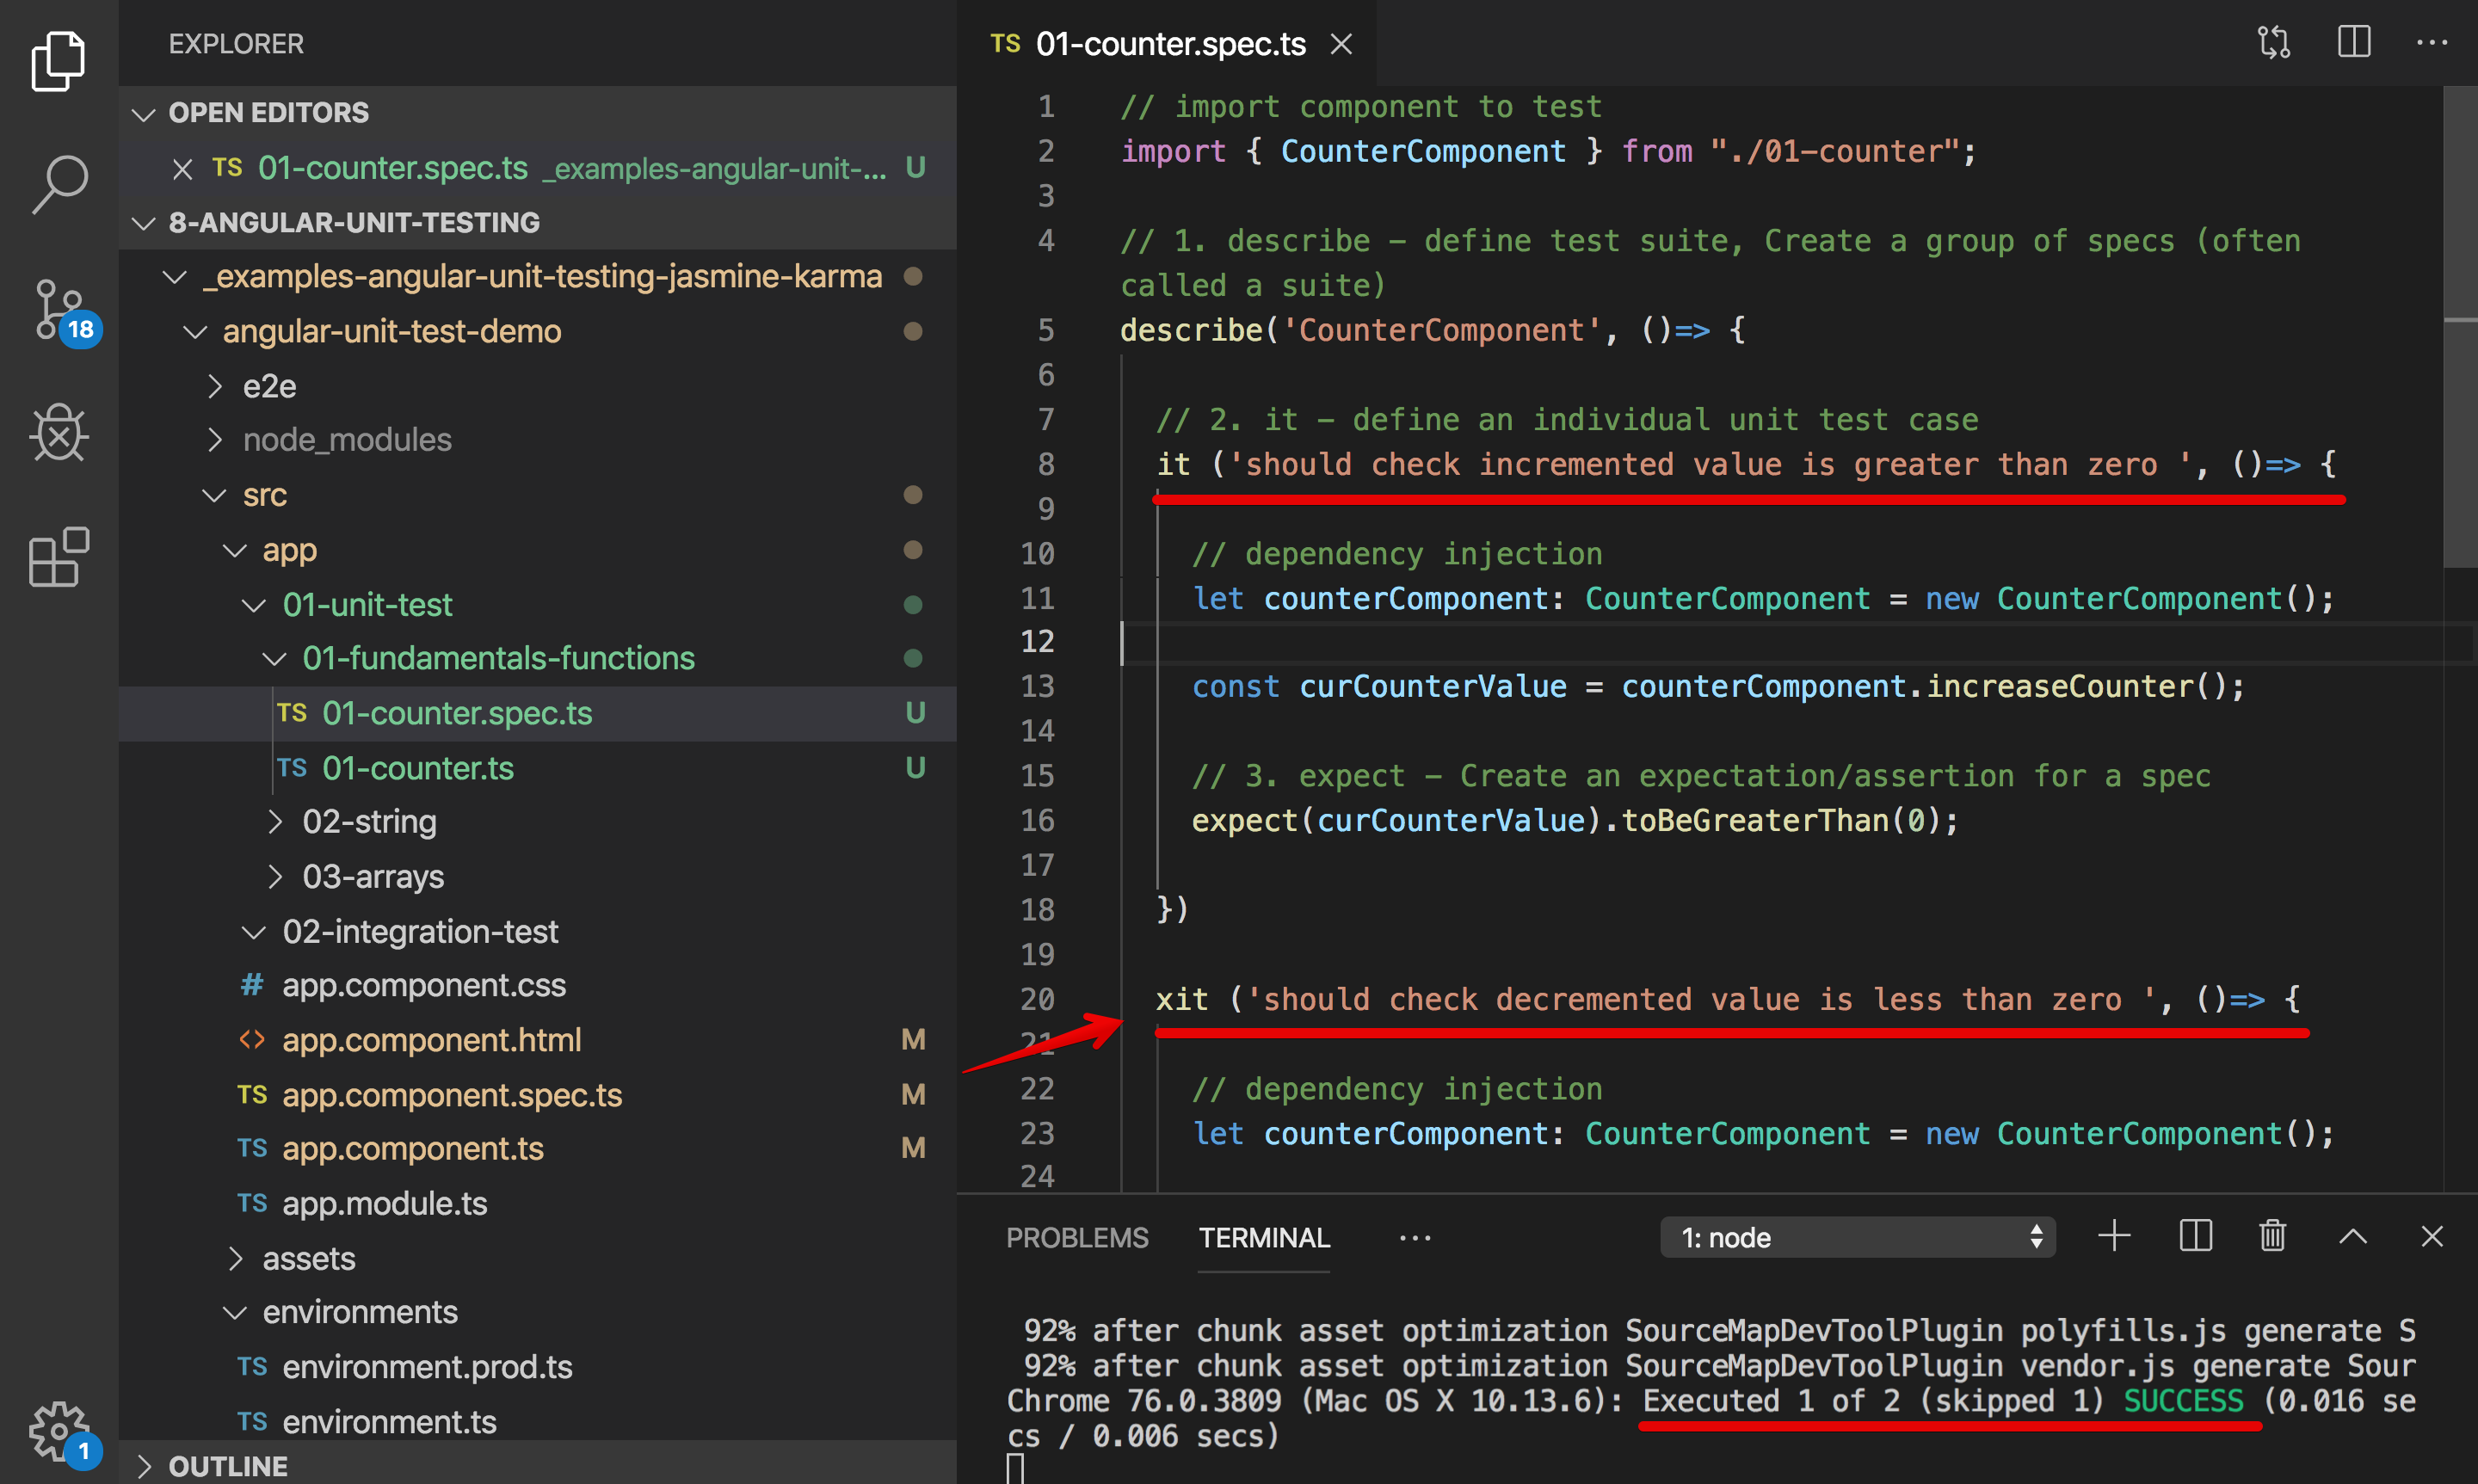 EXPLORER
OPEN EDITORS
TS 01-counter.spec.ts _examples-angular-unit-... U
8-ANGULAR-UNIT-TESTING
_examples-angular-unit-testing-jasmine-karma
angular-unit-test-demo
e2e
node_modules
src
app
01-unit-test
01-fundamentals-functions
TS 01-counter.spec.ts U
TS 01-counter.ts U
02-string
03-arrays
02-integration-test
# app.component.css
<> app.component.html M
TS app.component.spec.ts M
TS app.component.ts M
TS app.module.ts
assets
environments
TS environment.prod.ts
TS environment.ts
OUTLINE
18
1
TS 01-counter.spec.ts
1 // import component to test
2 import { CounterComponent } from "./01-counter";
3
4 // 1. describe - define test suite, Create a group of specs (often
called a suite)
5 describe('CounterComponent', ()=> {
6
7 // 2. it - define an individual unit test case
8 it ('should check incremented value is greater than zero ', ()=> {
9
10 // dependency injection
11 let counterComponent: CounterComponent = new CounterComponent();
12
13 const curCounterValue = counterComponent.increaseCounter();
14
15 // 3. expect - Create an expectation/assertion for a spec
16 expect(curCounterValue).toBeGreaterThan(0);
17
18 })
19
20 xit ('should check decremented value is less than zero ', ()=> {
21
22 // dependency injection
23 let counterComponent: CounterComponent = new CounterComponent();
24
PROBLEMS TERMINAL ... 1: node
92% after chunk asset optimization SourceMapDevToolPlugin polyfills.js generate S
92% after chunk asset optimization SourceMapDevToolPlugin vendor.js generate Sour
Chrome 76.0.3809 (Mac OS X 10.13.6): Executed 1 of 2 (skipped 1) SUCCESS (0.016 se
cs / 0.006 secs)